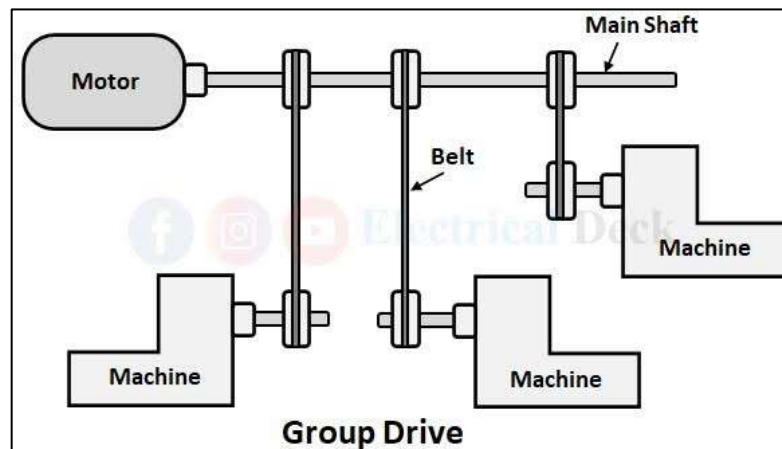 Main Shaft
Motor
Belt
Electrical Deck
Machine
Machine
Machine
Group Drive